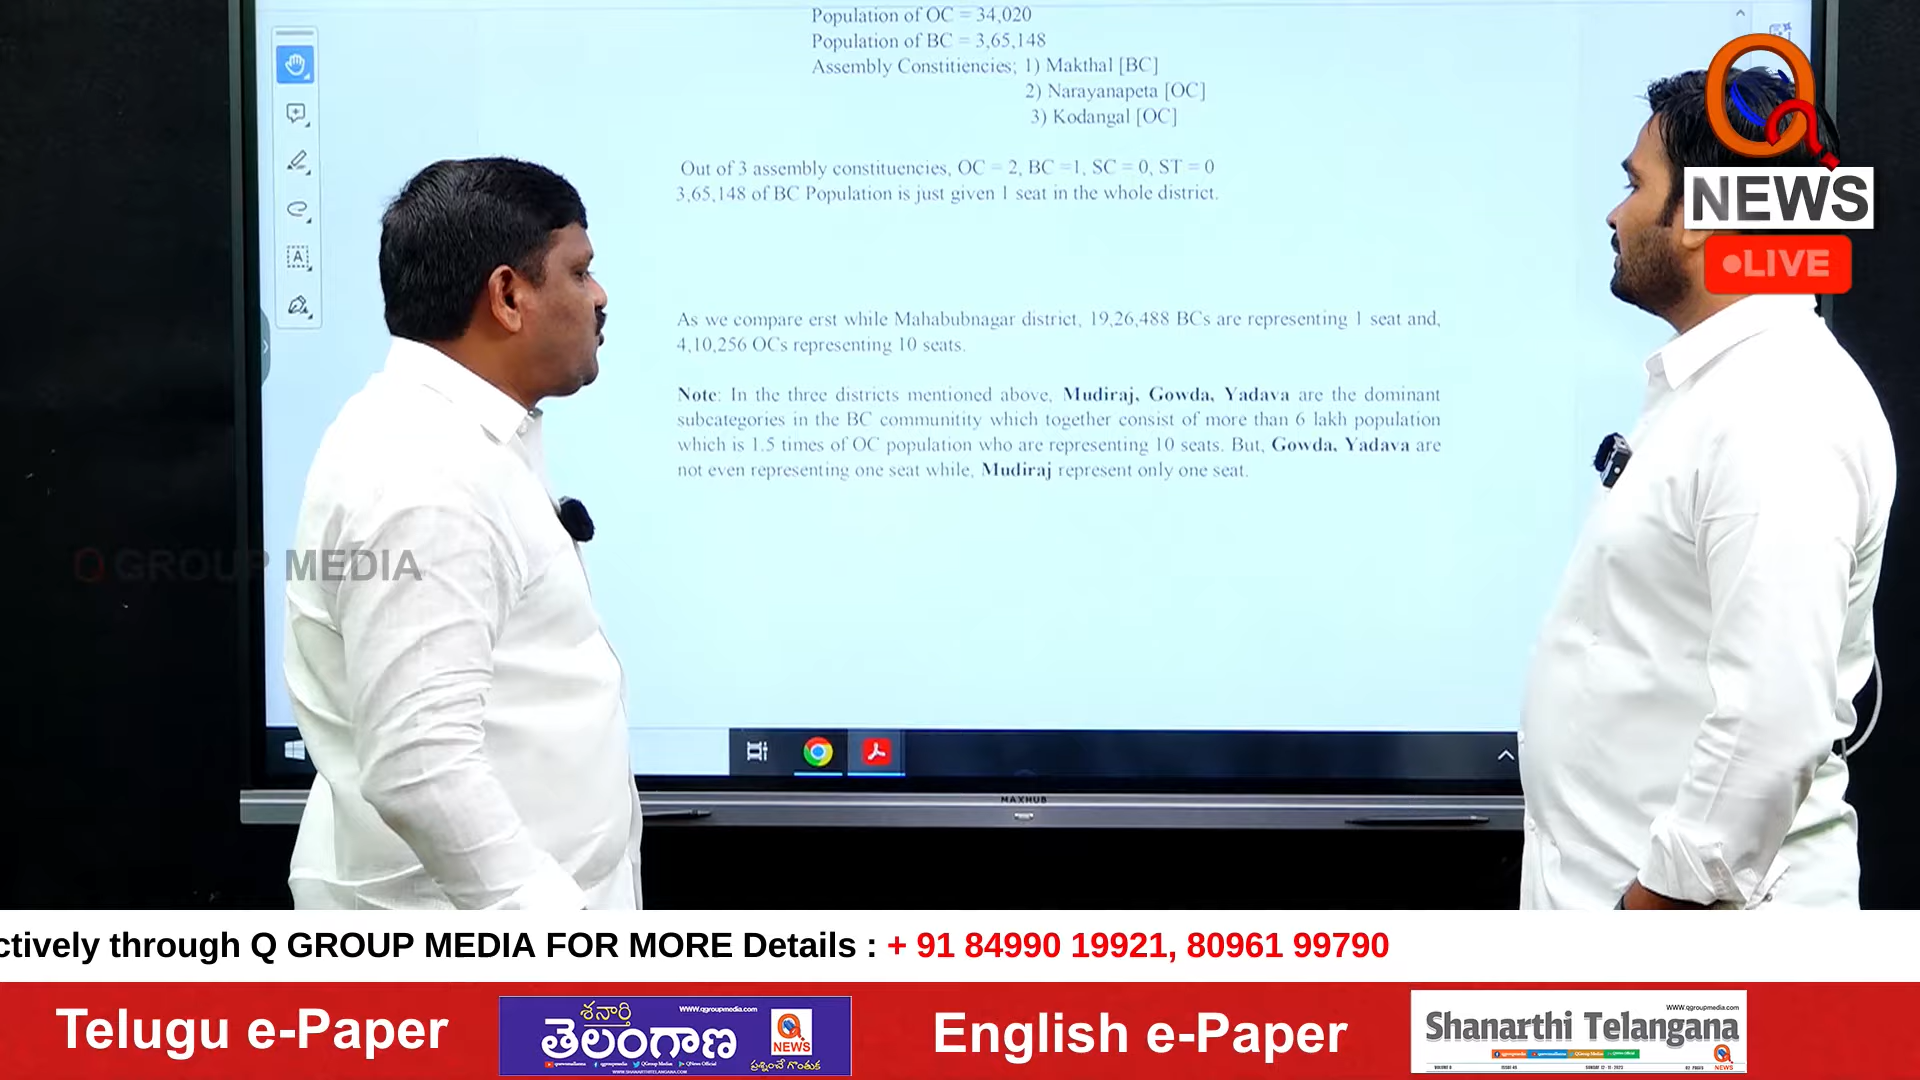 Population of OC = 34,020
Population of BC = 3,65,148
Assembly Constitiencies; 1) Makthal [BC]
2) Narayanapeta [OC]
3) Kodangal [OC]
Out of 3 assembly constituencies, OC = 2, BC =1, SC = 0, ST = 0
3,65,148 of BC Population is just given 1 seat in the whole district.
As we compare erst while Mahabubnagar district, 19,26,488 BCs are representing 1 seat and,
4,10,256 OCs representing 10 seats.
Note: In the three districts mentioned above, Mudiraj, Gowda, Yadava are the dominant
subcategories in the BC communitity which together consist of more than 6 lakh population
which is 1.5 times of OC population who are representing 10 seats. But, Gowda, Yadava are
not even representing one seat while, Mudiraj represent only one seat.
Q
NEWS
LIVE
Q GROUP MEDIA
MAXHUB
ctively through Q GROUP MEDIA FOR MORE Details : + 91 84990 19921, 80961 99790
Telugu e-Paper
శనార్తి
తెలంగాణ
www.qgroupmedia.com
NEWS
ప్రశ్నించే గొంతుక
WWW.SHANARTHITELANGANA.COM
English e-Paper
www.qgroupmedia.com
Shanarthi Telangana
NEWS